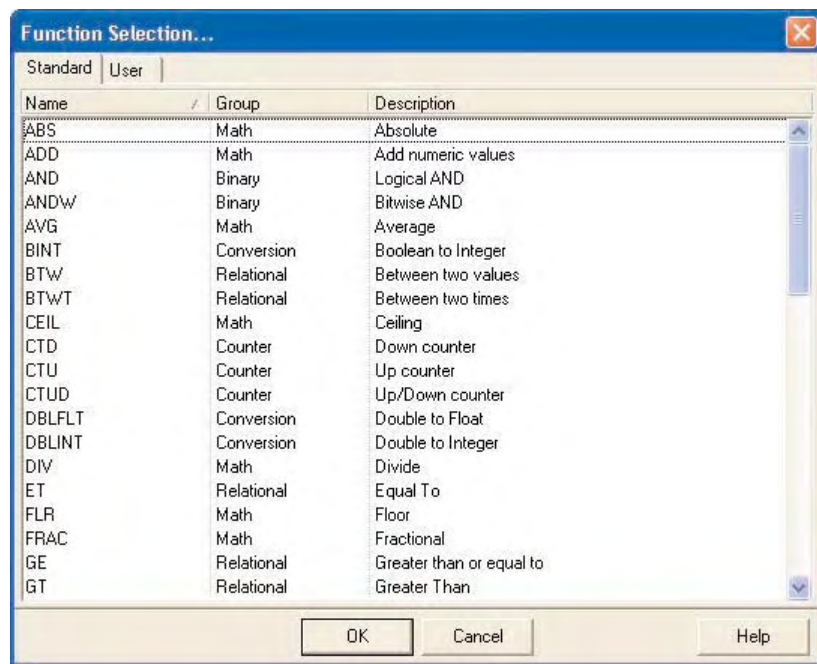 Function Selection...
Standard User
Name / Group Description
ABS Math Absolute
ADD Math Add numeric values
AND Binary Logical AND
ANDW Binary Bitwise AND
AVG Math Average
BINT Conversion Boolean to Integer
BTW Relational Between two values
BTWT Relational Between two times
CEIL Math Ceiling
CTD Counter Down counter
CTU Counter Up counter
CTUD Counter Up/Down counter
DBLFLT Conversion Double to Float
DBLINT Conversion Double to Integer
DIV Math Divide
ET Relational Equal To
FLR Math Floor
FRAC Math Fractional
GE Relational Greater than or equal to
GT Relational Greater Than
OK Cancel Help